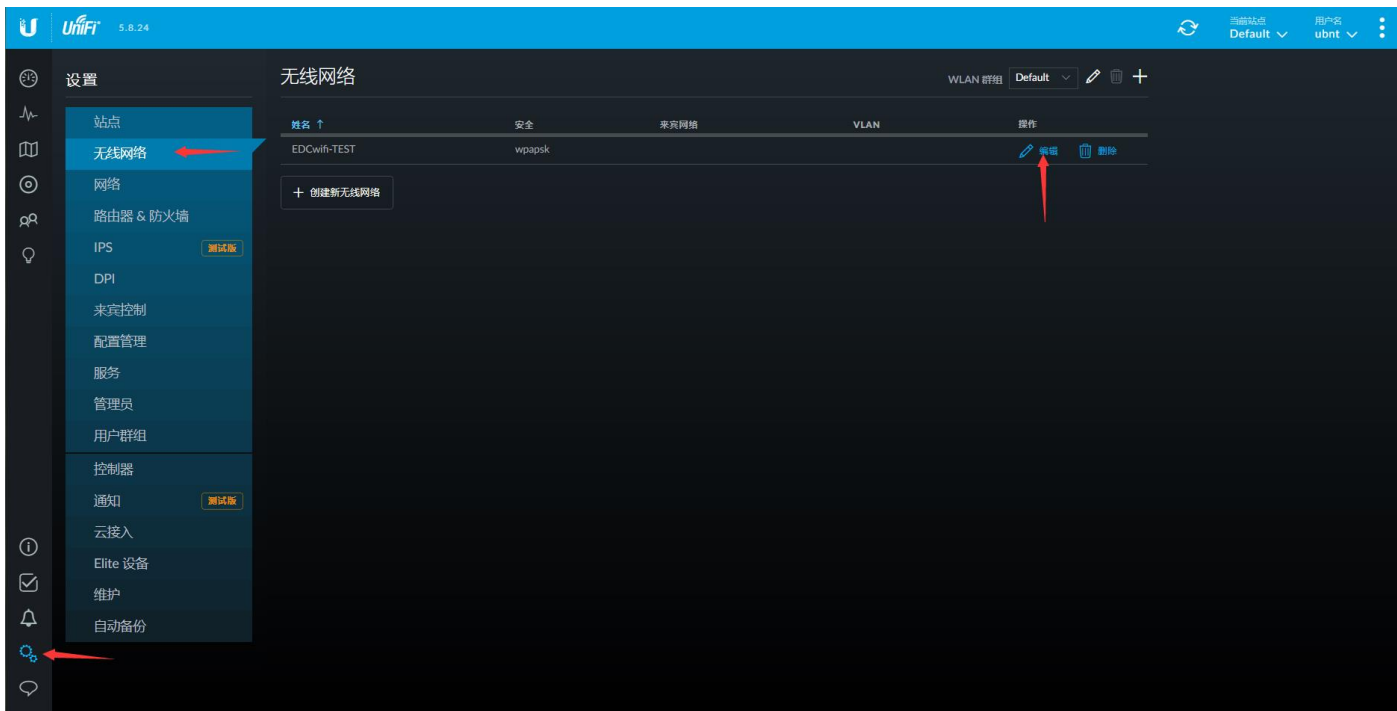 UniFi 5.8.24
当前站点
Default
用户名
ubnt
设置
站点
无线网络
网络
路由器 & 防火墙
IPS 测试版
DPI
来宾控制
配置管理
服务
管理员
用户群组
控制器
通知 测试版
云接入
Elite 设备
维护
自动备份
无线网络
WLAN 群组 Default
姓名 ↑ 安全 来宾网络 VLAN 操作
EDCwifi-TEST wpapsk 编辑 删除
+ 创建新无线网络